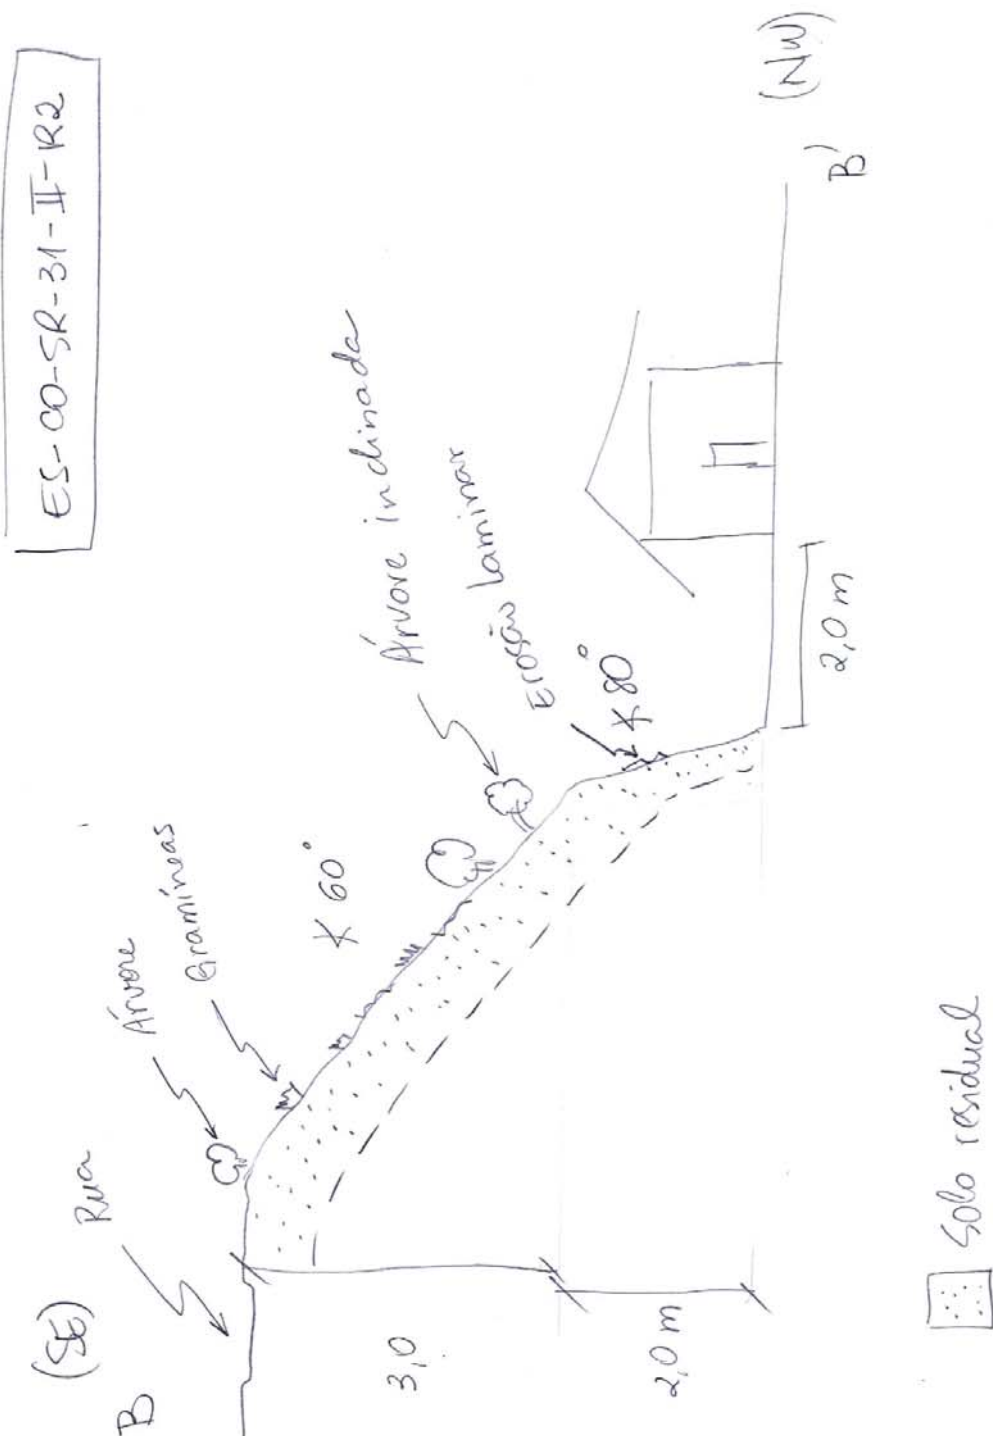 ES-CO-SR-31-II-R2
B (SE)
Rua
Árvore
Gramíneas
60°
Árvore inclinada
Erosão Laminar
80°
B' (NW)
3,0
2,0 m
2,0 m
Solo residual